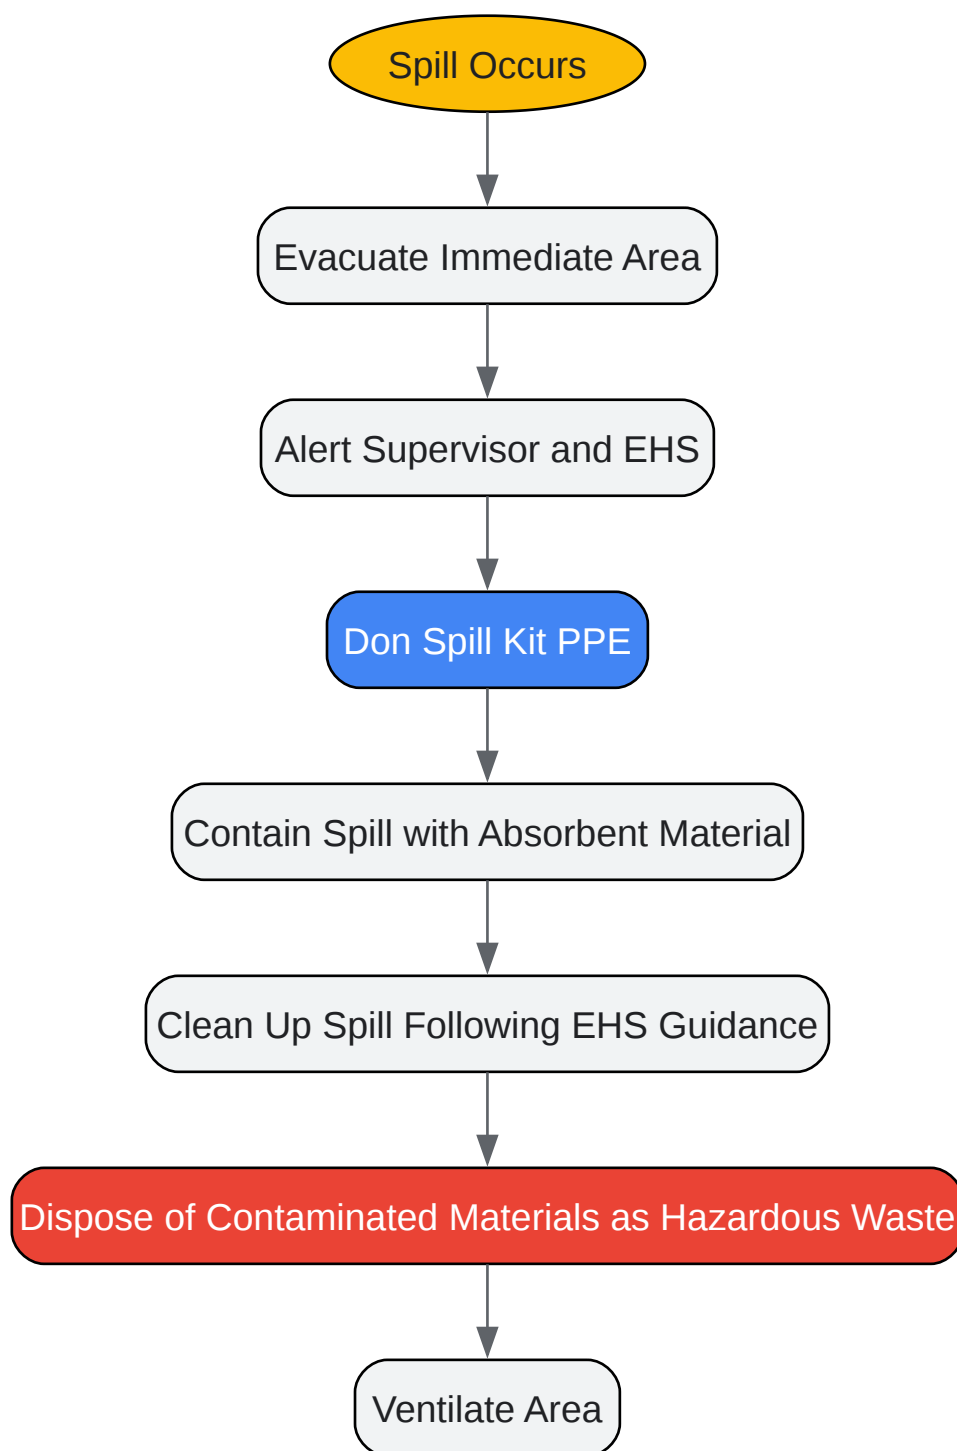 Spill Occurs
Evacuate Immediate Area
Alert Supervisor and EHS
Don Spill Kit PPE
Contain Spill with Absorbent Material
Clean Up Spill Following EHS Guidance
Dispose of Contaminated Materials as Hazardous Waste
Ventilate Area